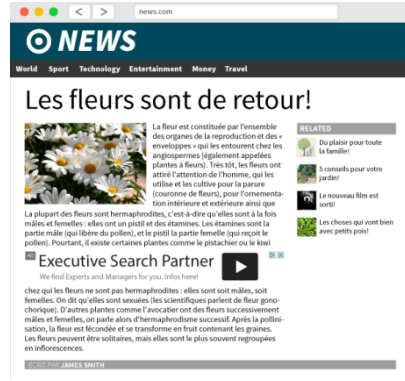 news.com
NEWS
World Sport Technology Entertainment Money Travel
Les fleurs sont de retour!
La fleur est constituée par l'ensemble
des organes de la reproduction et des «
enveloppes » qui les entourent chez les
angiospermes (également appelées
plantes à fleurs). Très tôt, les fleurs ont
attiré l'attention de l'homme, qui les
utilise et les cultive pour la parure
(couronne de fleurs), pour l'ornementa-
tion intérieure et extérieure ainsi que
La plupart des fleurs sont hermaphrodites, c'est-à-dire qu'elles sont à la fois
mâles et femelles : elles ont un pistil et des étamines. Les étamines sont la
partie mâle (qui libère du pollen), et le pistil la partie femelle (qui reçoit le
pollen). Pourtant, il existe certaines plantes comme le pistachier ou le kiwi
AD
Executive Search Partner
We find Experts and Managers for you. Infos here!
chez qui les fleurs ne sont pas hermaphrodites : elles sont soit mâles, soit
femelles. On dit qu'elles sont sexuées (les scientifiques parlent de fleur gono-
chorique). D'autres plantes comme l'avocatier ont des fleurs successivement
mâles et femelles, on parle alors d'hermaphrodisme successif. Après la pollini-
sation, la fleur est fécondée et se transforme en fruit contenant les graines.
Les fleurs peuvent être solitaires, mais elles sont le plus souvent regroupées
en inflorescences.
ÉCRIT PAR JAMES SMITH
RELATED
Du plaisir pour toute
la famille!
5 conseils pour votre
jardin!
Le nouveau film est
sorti!
Les choses qui vont bien
avec petits pois!